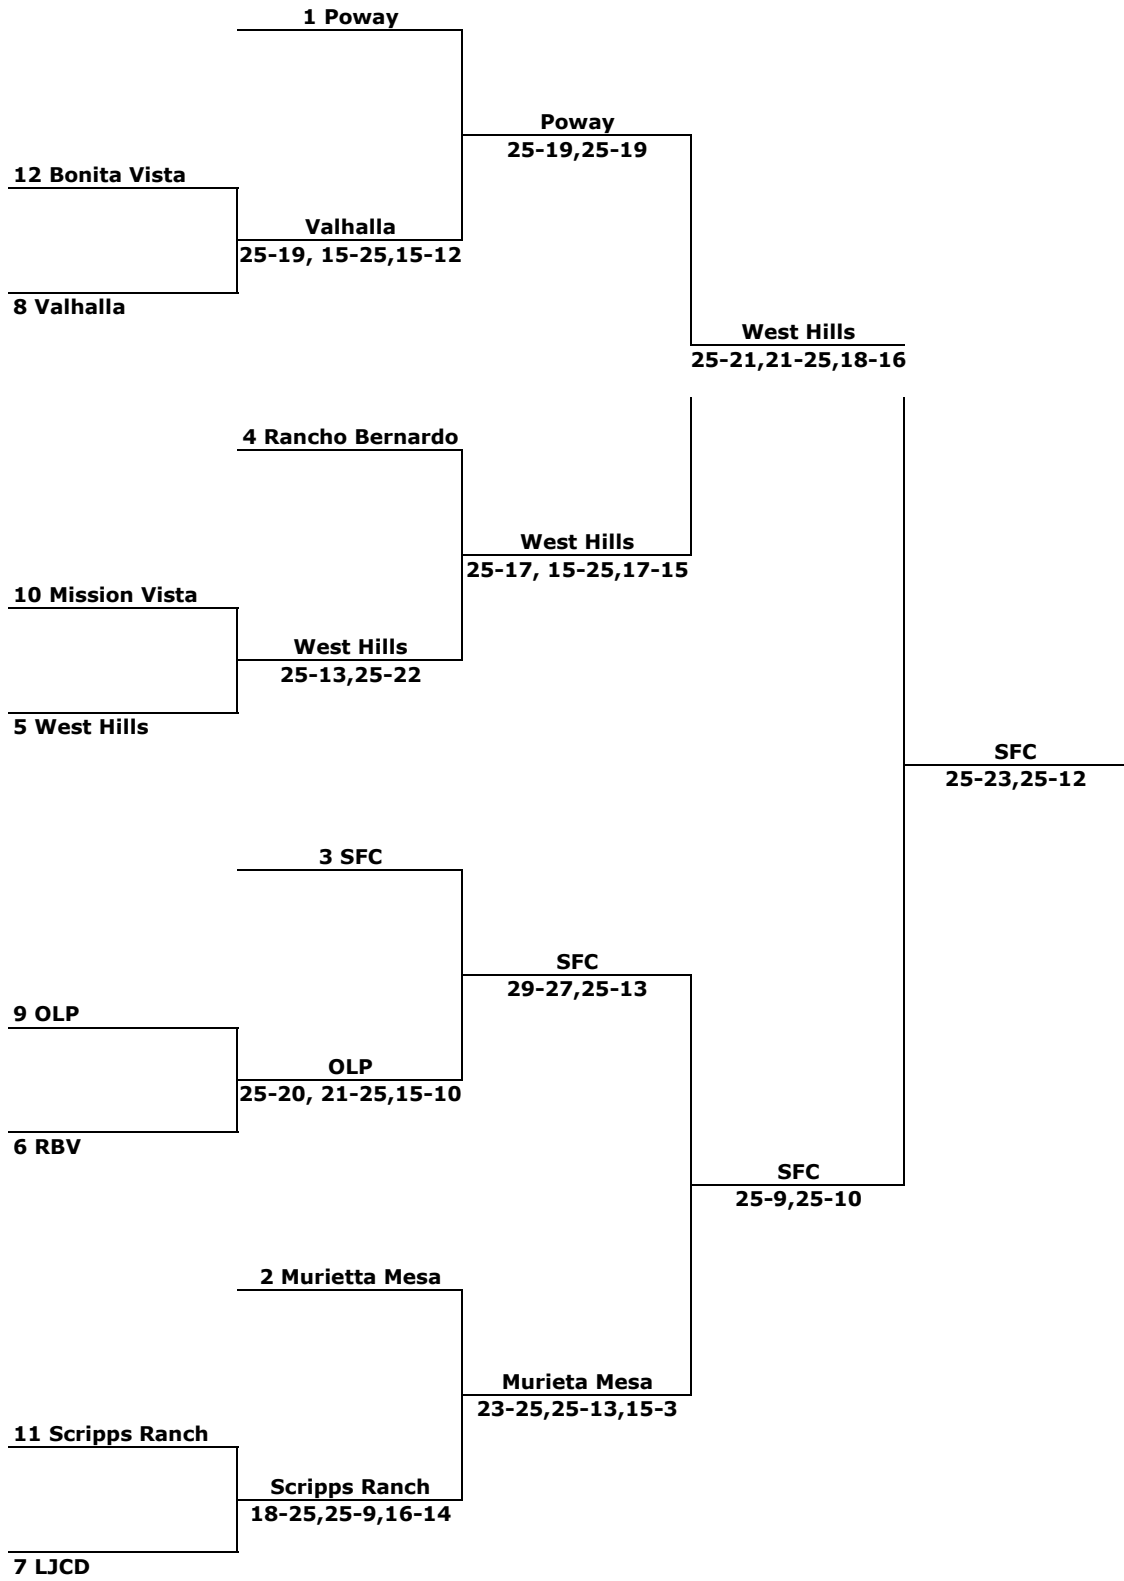 1 Poway
Poway
25-19,25-19
12 Bonita Vista
Valhalla
25-19, 15-25,15-12
8 Valhalla
West Hills
25-21,21-25,18-16
4 Rancho Bernardo
West Hills
25-17, 15-25,17-15
10 Mission Vista
West Hills
25-13,25-22
5 West Hills
SFC
25-23,25-12
3 SFC
SFC
29-27,25-13
9 OLP
OLP
25-20, 21-25,15-10
6 RBV
SFC
25-9,25-10
2 Murietta Mesa
Murieta Mesa
23-25,25-13,15-3
11 Scripps Ranch
Scripps Ranch
18-25,25-9,16-14
7 LJCD